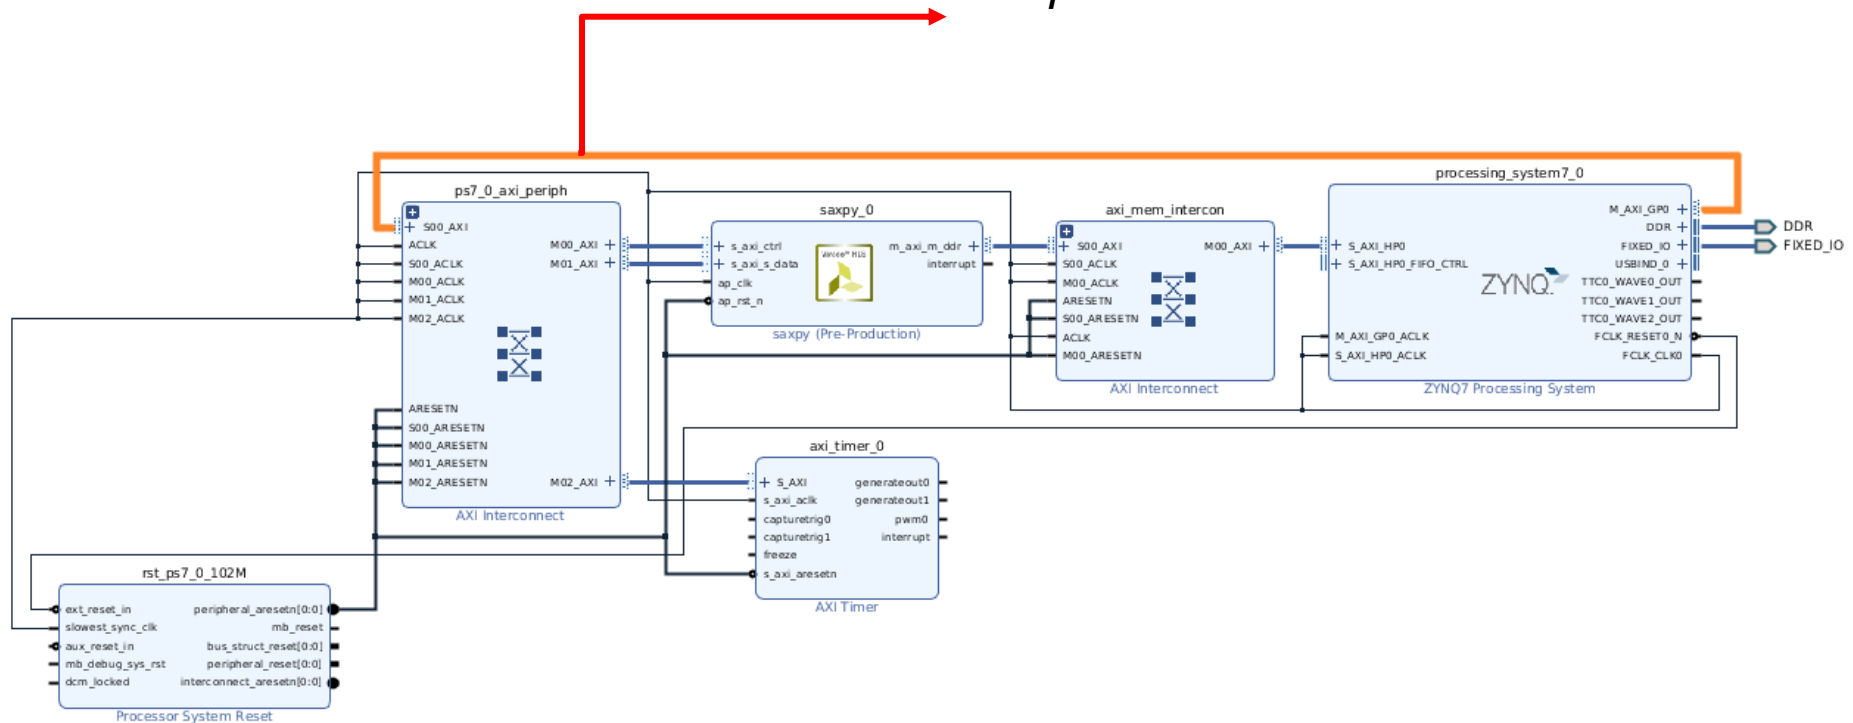 ps7_0_axi_periph
S00_AXI
ACLK
S00_ACLK
M00_ACLK
M01_ACLK
M02_ACLK
ARESETN
S00_ARESETN
M00_ARESETN
M01_ARESETN
M02_ARESETN
M00_AXI
M01_AXI
M02_AXI
AXI Interconnect
saxpy_0
s_axi_ctrl
s_axi_s_data
ap_clk
ap_rst_n
m_axi_m_ddr
interrupt
saxpy (Pre-Production)
axi_mem_intercon
S00_AXI
S00_ACLK
M00_ACLK
ARESETN
S00_ARESETN
ACLK
M00_ARESETN
M00_AXI
AXI Interconnect
processing_system7_0
S_AXI_HP0
S_AXI_HP0_FIFO_CTRL
M_AXI_GP0_ACLK
S_AXI_HP0_ACLK
ZYNQ
M_AXI_GP0
DDR
FIXED_IO
USBIND_0
TTC0_WAVE0_OUT
TTC0_WAVE1_OUT
TTC0_WAVE2_OUT
FCLK_RESET0_N
FCLK_CLK0
ZYNQ7 Processing System
DDR
FIXED_IO
axi_timer_0
S_AXI
s_axi_aclk
capturetrig0
capturetrig1
freeze
s_axi_aresetn
generateout0
generateout1
pwm0
interrupt
AXI Timer
rst_ps7_0_102M
ext_reset_in
slowest_sync_clk
aux_reset_in
mb_debug_sys_rst
dcm_locked
peripheral_aresetn[0:0]
mb_reset
bus_struct_reset[0:0]
peripheral_reset[0:0]
interconnect_aresetn[0:0]
Processor System Reset